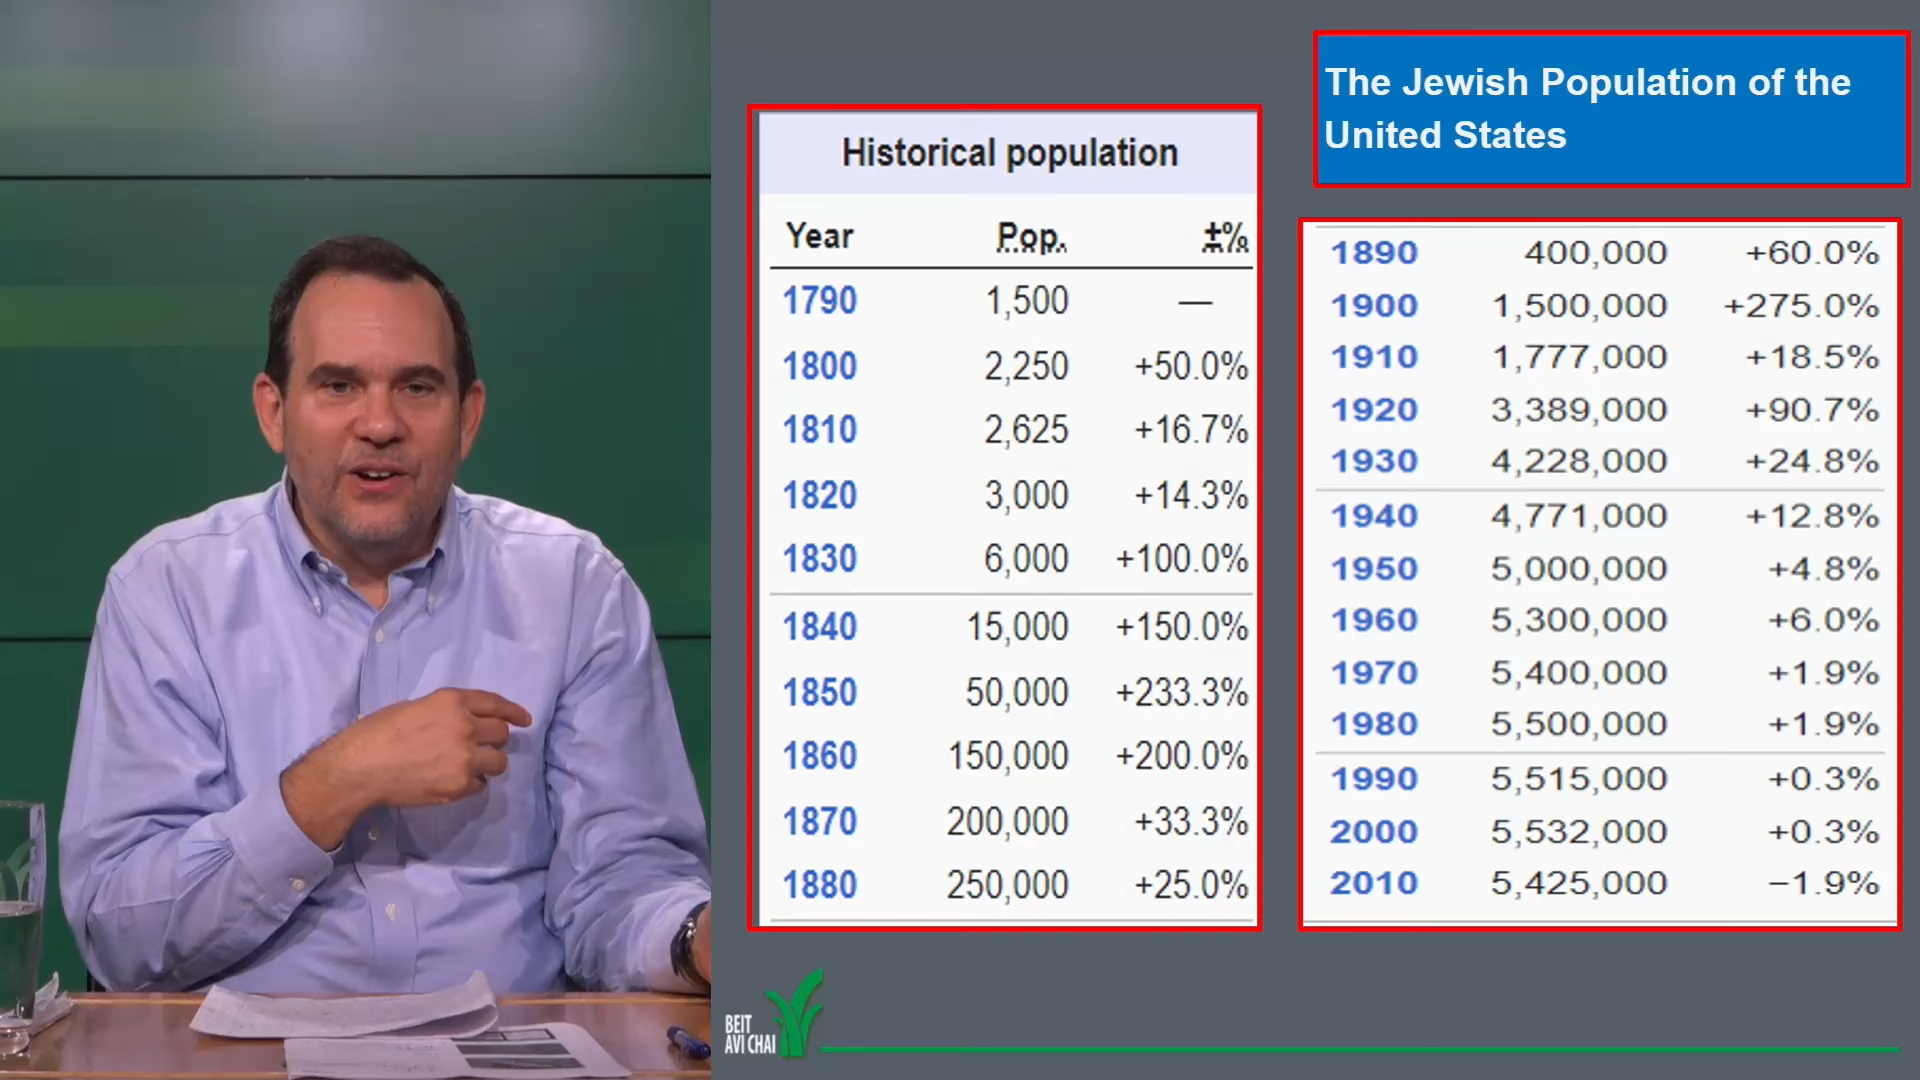 The Jewish Population of the
United States
Historical population
Year Pop. ±%
1790 1,500 —
1800 2,250 +50.0%
1810 2,625 +16.7%
1820 3,000 +14.3%
1830 6,000 +100.0%
1840 15,000 +150.0%
1850 50,000 +233.3%
1860 150,000 +200.0%
1870 200,000 +33.3%
1880 250,000 +25.0%
1890 400,000 +60.0%
1900 1,500,000 +275.0%
1910 1,777,000 +18.5%
1920 3,389,000 +90.7%
1930 4,228,000 +24.8%
1940 4,771,000 +12.8%
1950 5,000,000 +4.8%
1960 5,300,000 +6.0%
1970 5,400,000 +1.9%
1980 5,500,000 +1.9%
1990 5,515,000 +0.3%
2000 5,532,000 +0.3%
2010 5,425,000 −1.9%
BEIT
AVI CHAI